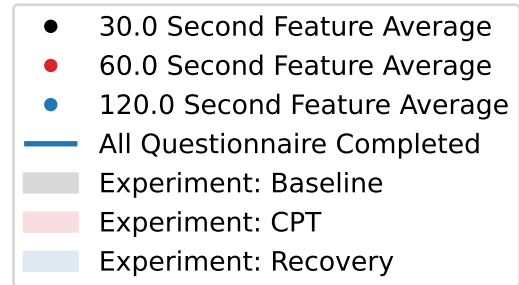 30.0 Second Feature Average
60.0 Second Feature Average
120.0 Second Feature Average
All Questionnaire Completed
Experiment: Baseline
Experiment: CPT
Experiment: Recovery